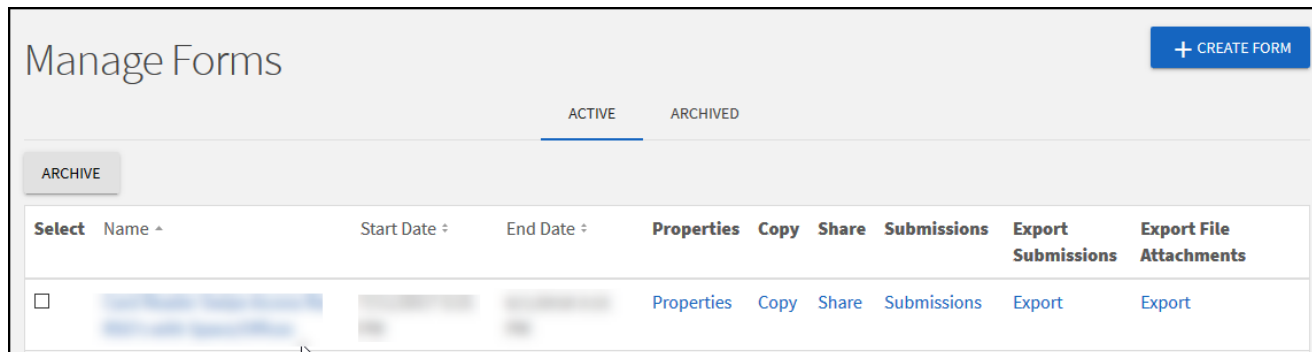 Manage Forms
+ CREATE FORM
ACTIVE ARCHIVED
ARCHIVE
Select Name Start Date End Date Properties Copy Share Submissions Export Submissions Export File Attachments
Properties Copy Share Submissions Export Export